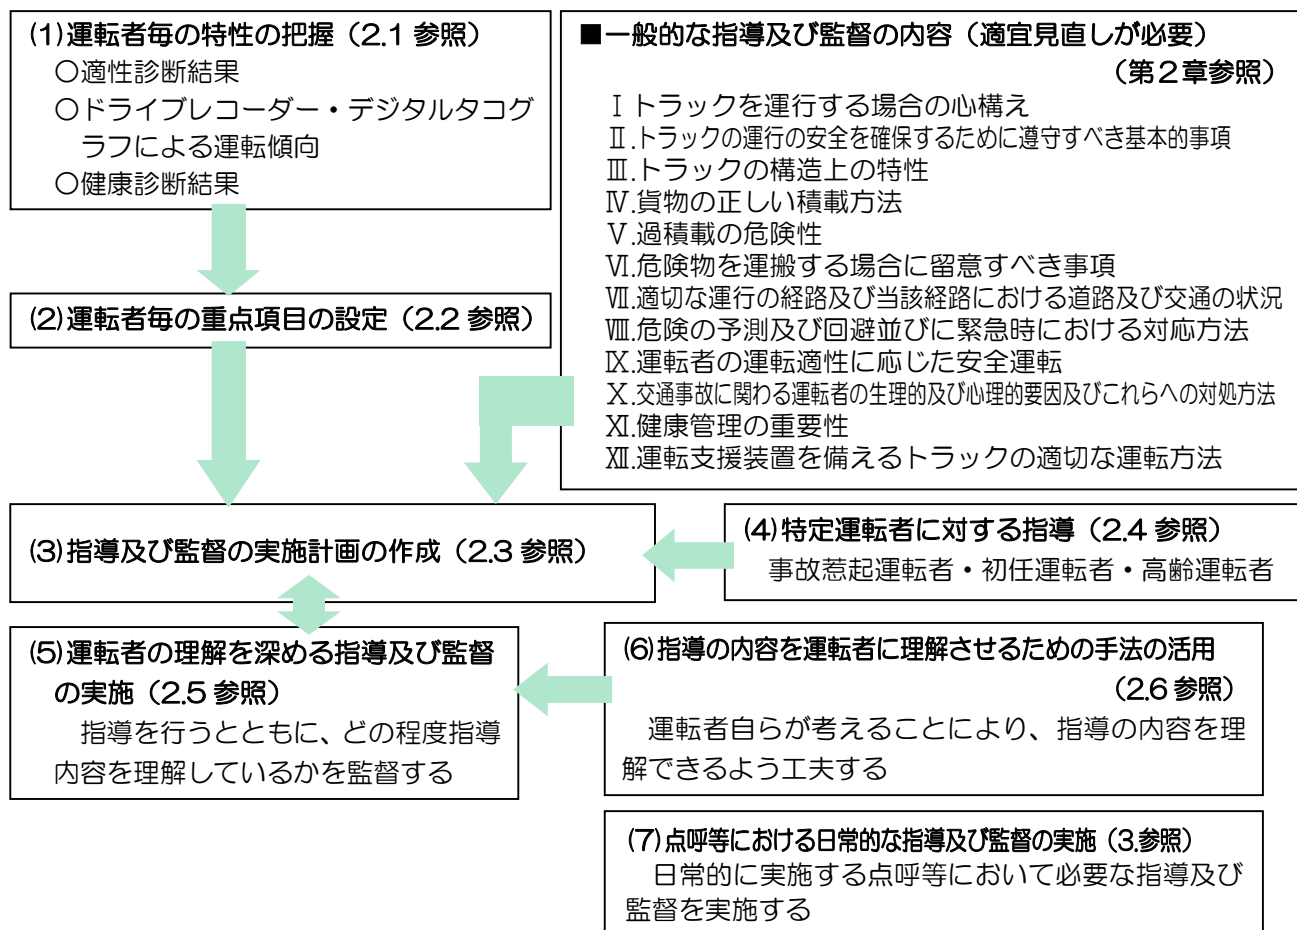 (1)運転者毎の特性の把握（2.1 参照）
〇適性診断結果
〇ドライブレコーダー・デジタルタコグ
ラフによる運転傾向
〇健康診断結果
(2)運転者毎の重点項目の設定（2.2 参照）
■一般的な指導及び監督の内容（適宜見直しが必要）
（第２章参照）
Ⅰトラックを運行する場合の心構え
Ⅱ.トラックの運行の安全を確保するために遵守すべき基本的事項
Ⅲ.トラックの構造上の特性
Ⅳ.貨物の正しい積載方法
Ⅴ.過積載の危険性
Ⅵ.危険物を運搬する場合に留意すべき事項
Ⅶ.適切な運行の経路及び当該経路における道路及び交通の状況
Ⅷ.危険の予測及び回避並びに緊急時における対応方法
Ⅸ.運転者の運転適性に応じた安全運転
Ⅹ.交通事故に関わる運転者の生理的及び心理的要因及びこれらへの対処方法
Ⅺ.健康管理の重要性
Ⅻ.運転支援装置を備えるトラックの適切な運転方法
(3)指導及び監督の実施計画の作成（2.3 参照）
(4)特定運転者に対する指導（2.4 参照）
事故惹起運転者・初任運転者・高齢運転者
(5)運転者の理解を深める指導及び監督
の実施（2.5 参照）
指導を行うとともに、どの程度指導
内容を理解しているかを監督する
(6)指導の内容を運転者に理解させるための手法の活用
（2.6 参照）
運転者自らが考えることにより、指導の内容を理
解できるよう工夫する
(7)点呼等における日常的な指導及び監督の実施（3.参照）
日常的に実施する点呼等において必要な指導及び
監督を実施する